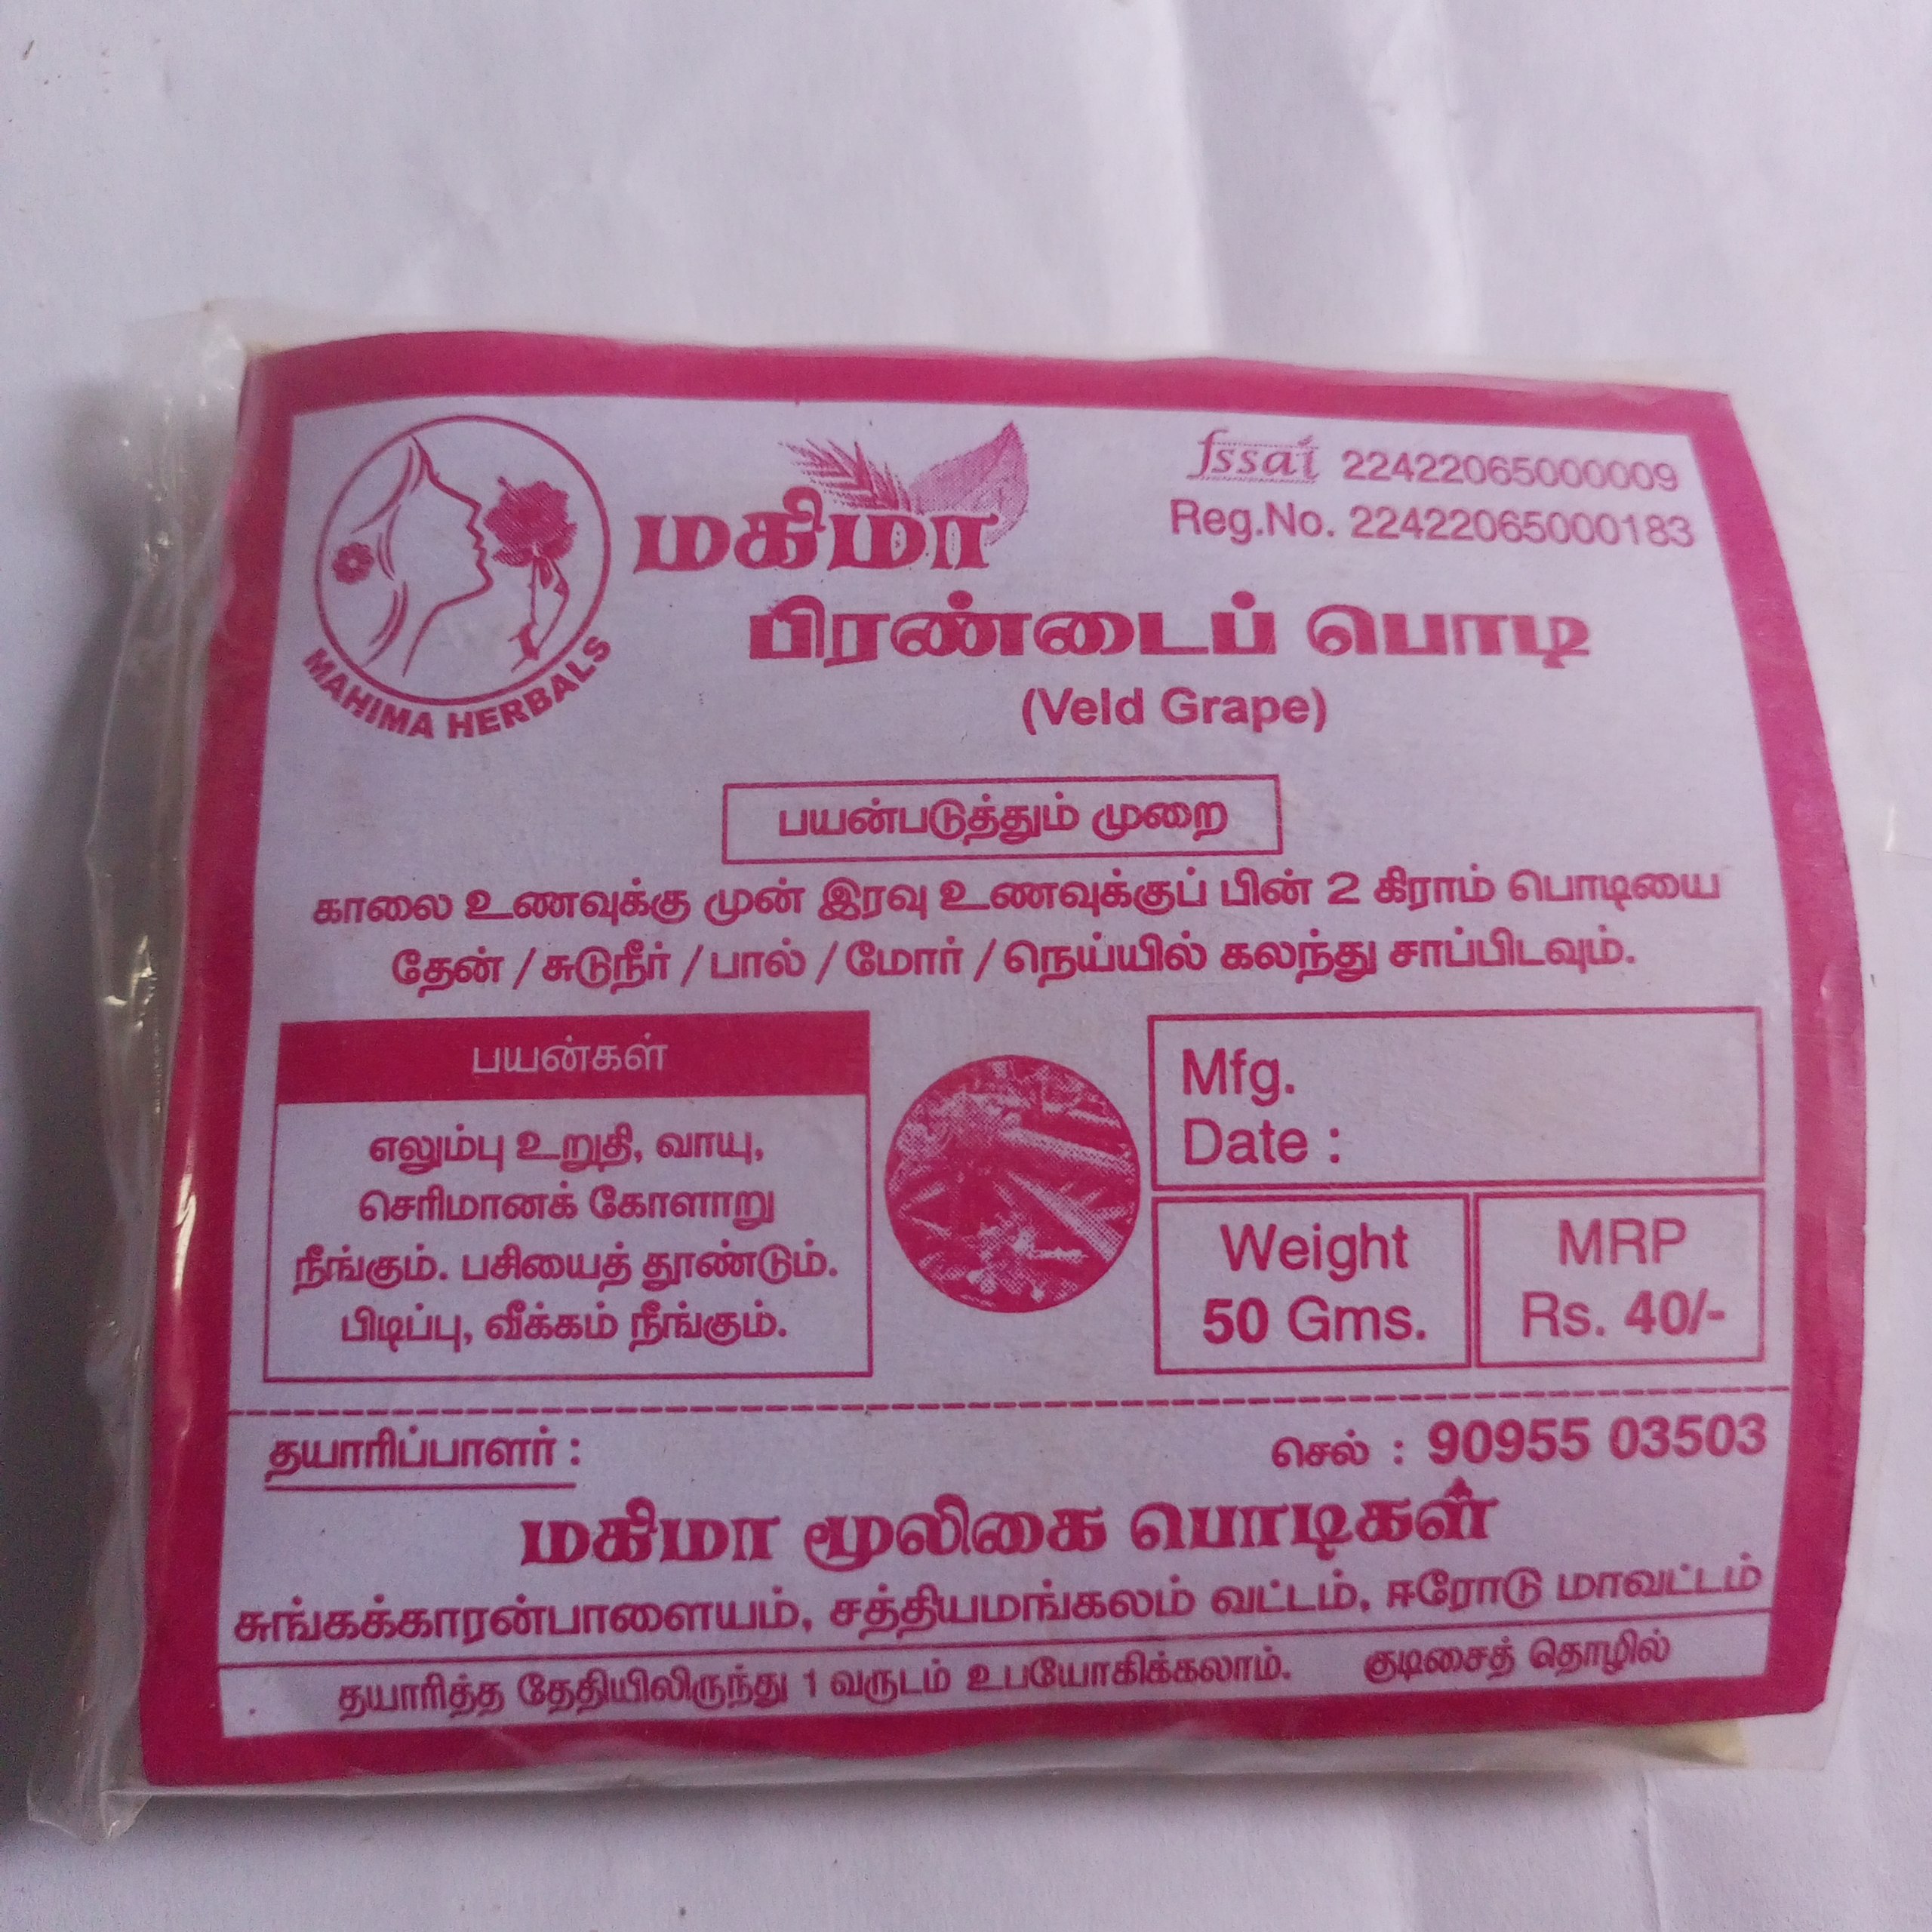 MAHIMA HERBALS
மகிமா
fssai 22422065000009
Reg.No. 22422065000183
பிரண்டைப் பொடி
(Veld Grape)
பயன்படுத்தும் முறை
காலை உணவுக்கு முன் இரவு உணவுக்குப் பின் 2 கிராம் பொடியை
தேன் / சுடுநீர் / பால் / மோர் / நெய்யில் கலந்து சாப்பிடவும்.
பயன்கள்
எலும்பு உறுதி, வாயு,
செரிமானக் கோளாறு
நீங்கும். பசியைத் தூண்டும்.
பிடிப்பு, வீக்கம் நீங்கும்.
Mfg.
Date :
Weight
50 Gms.
MRP
Rs. 40/-
தயாரிப்பாளர் :
செல் : 90955 03503
மகிமா மூலிகை பொடிகள்
சுங்கக்காரன்பாளையம், சத்தியமங்கலம் வட்டம், ஈரோடு மாவட்டம்
தயாரித்த தேதியிலிருந்து 1 வருடம் உபயோகிக்கலாம். குடிசைத் தொழில்